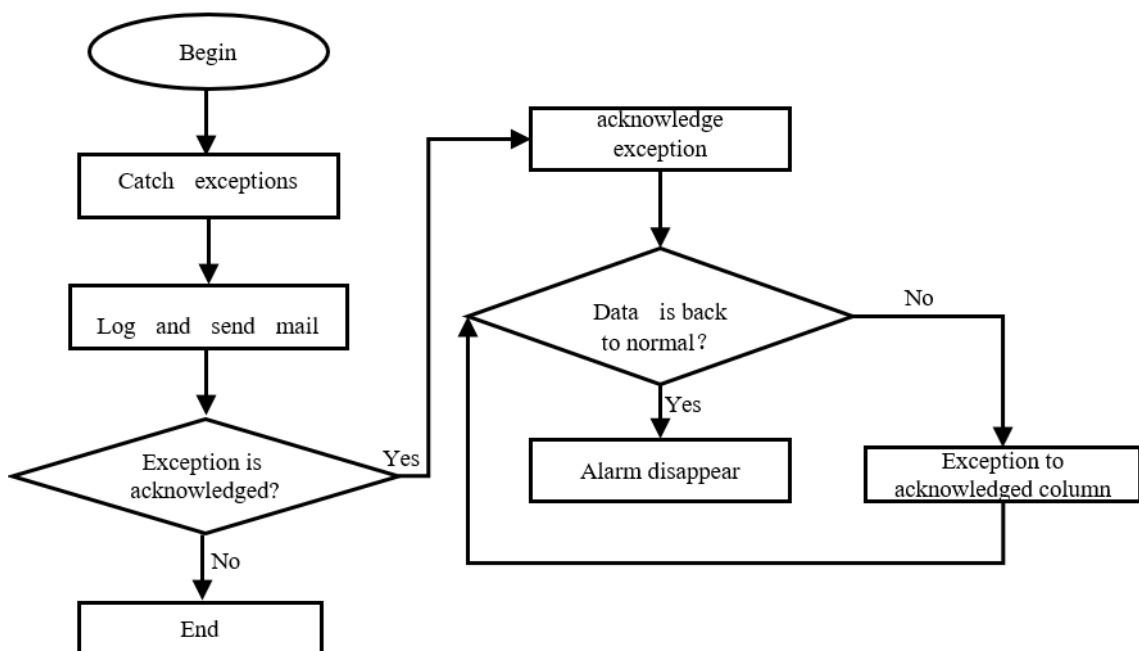 Begin
Catch exceptions
Log and send mail
Exception is
acknowledged?
Yes
No
End
acknowledge
exception
Data is back
to normal？
No
Yes
Alarm disappear
Exception to
acknowledged column